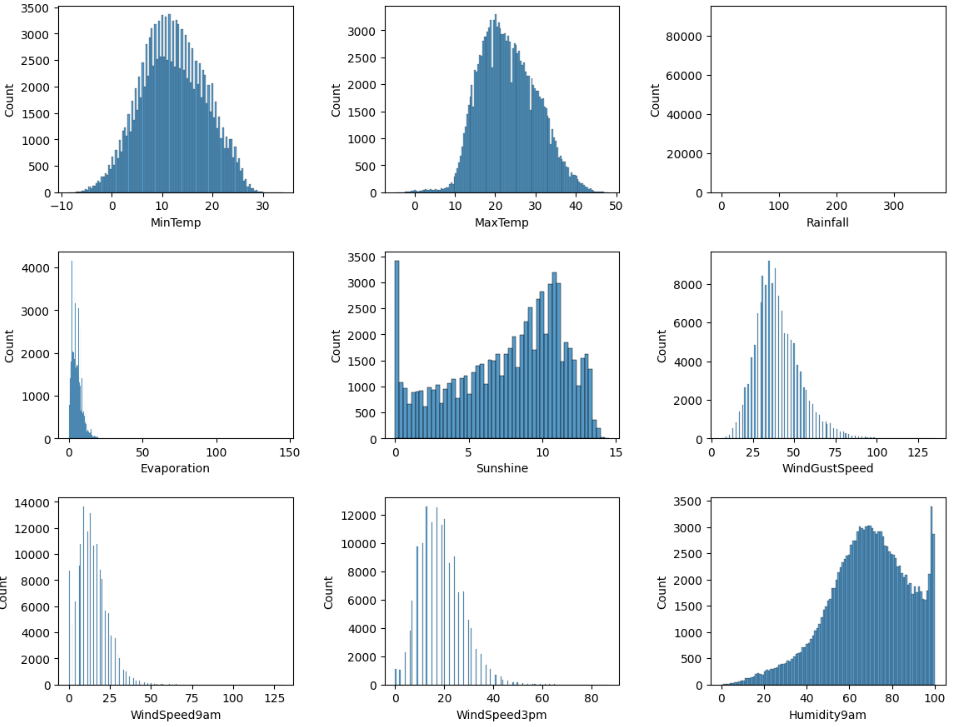 3500
3000
2500
2000
1500
1000
500
0
Count
−10 0 10 20 30
MinTemp
3000
2500
2000
1500
1000
500
0
Count
0 10 20 30 40 50
MaxTemp
80000
60000
40000
20000
0
Count
0 100 200 300
Rainfall
4000
3000
2000
1000
0
Count
0 50 100 150
Evaporation
3500
3000
2500
2000
1500
1000
500
0
Count
0 5 10 15
Sunshine
8000
6000
4000
2000
0
Count
0 25 50 75 100 125
WindGustSpeed
14000
12000
10000
8000
6000
4000
2000
0
Count
0 25 50 75 100 125
WindSpeed9am
12000
10000
8000
6000
4000
2000
0
Count
0 20 40 60 80
WindSpeed3pm
3500
3000
2500
2000
1500
1000
500
0
Count
0 20 40 60 80 100
Humidity9am